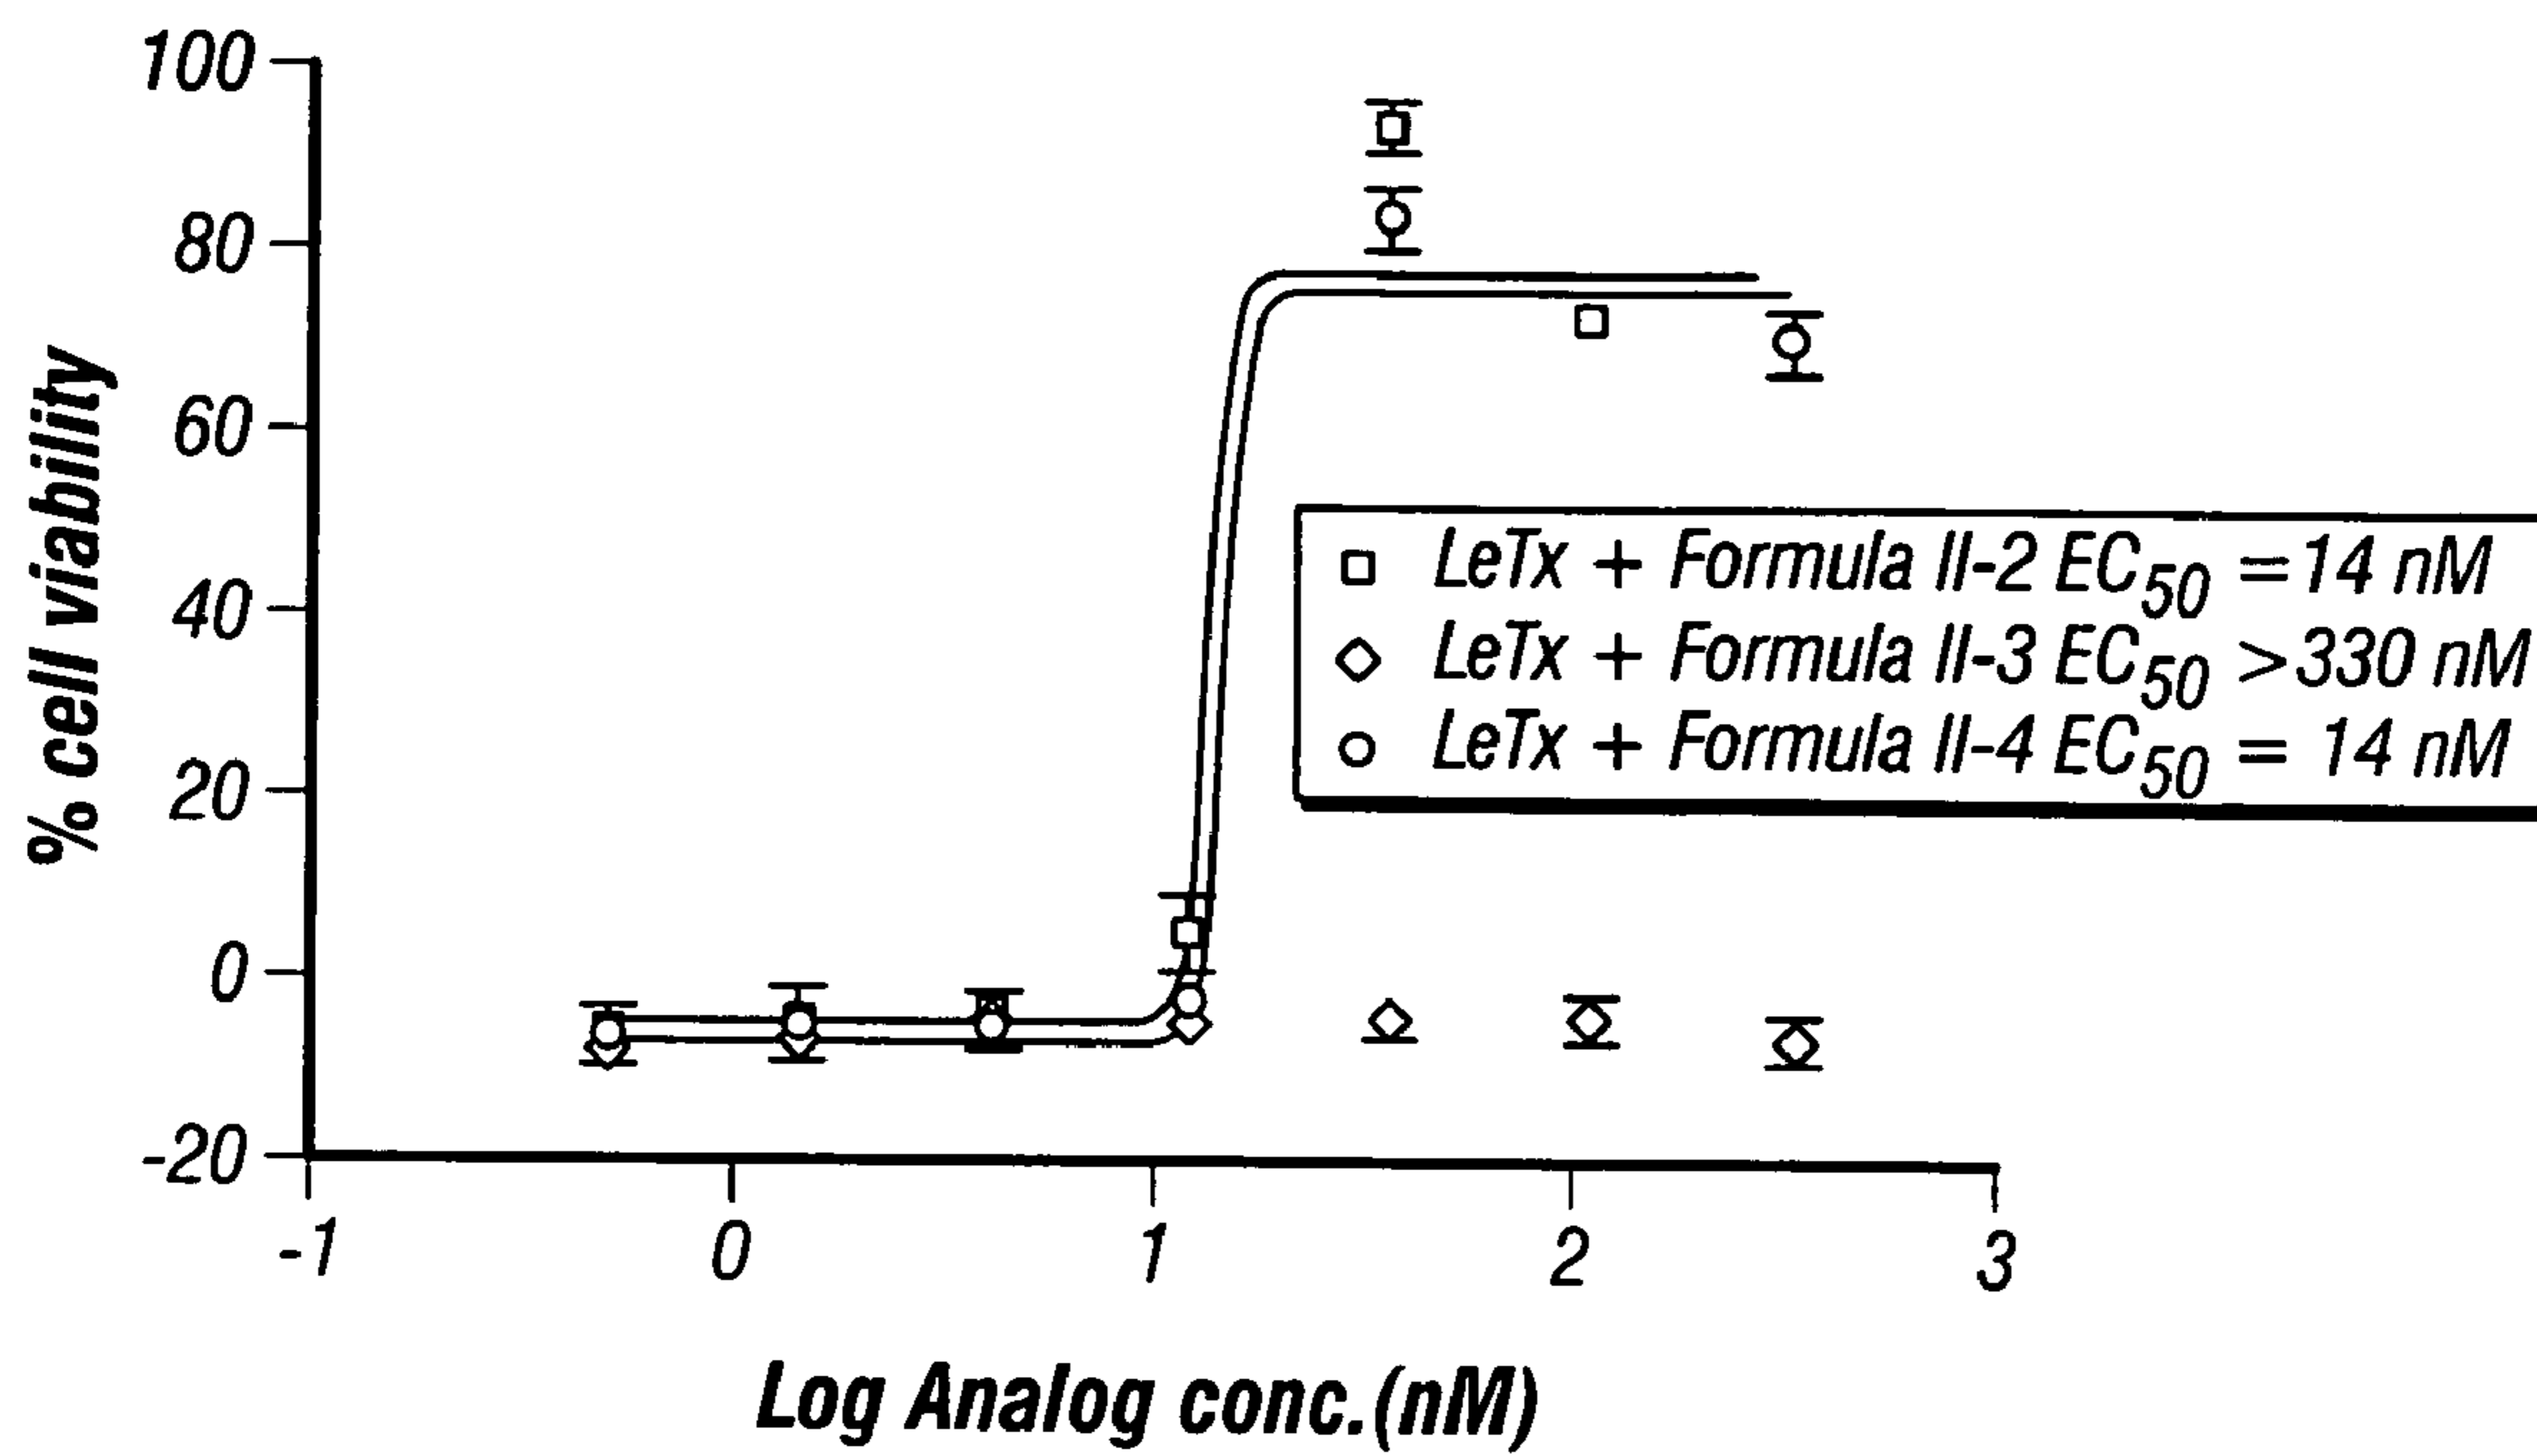 100
80
60
40
20
0
-20
% cell viability
LeTx + Formula II-2 EC50 =14 nM
LeTx + Formula II-3 EC50 >330 nM
LeTx + Formula II-4 EC50 = 14 nM
-1 0 1 2 3
Log Analog conc.(nM)